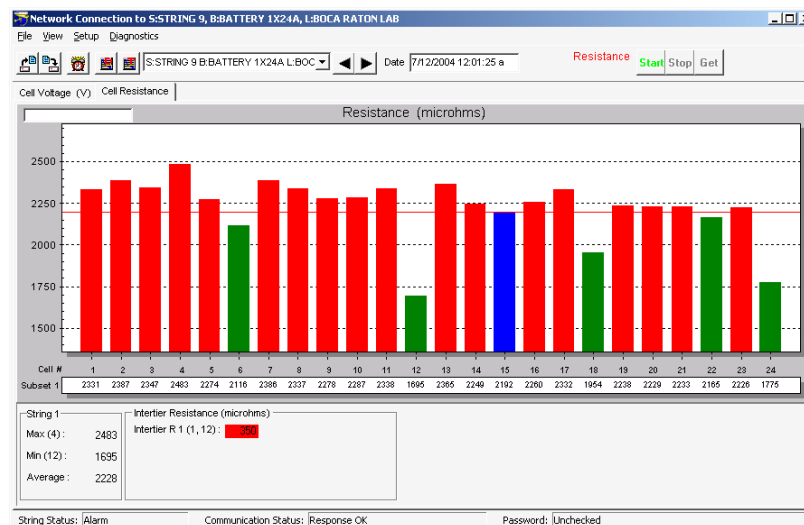 Network Connection to S:STRING 9, B:BATTERY 1X24A, L:BOCA RATON LAB
File View Setup Diagnostics
S:STRING 9 B:BATTERY 1X24A L:BOC Date 7/12/2004 12:01:25 a Resistance Start Stop Get
Cell Voltage (V) Cell Resistance
Resistance (microhms)
2500
2250
2000
1750
1500
Cell # 1 2 3 4 5 6 7 8 9 10 11 12 13 14 15 16 17 18 19 20 21 22 23 24
Subset 1 2331 2387 2347 2483 2274 2116 2386 2337 2278 2287 2338 1695 2365 2249 2192 2260 2332 1954 2238 2229 2233 2165 2226 1775
String 1 Intertier Resistance (microhms)
Max (4) : 2483 Intertier R 1 (1, 12) : 350
Min (12) : 1695
Average : 2228
String Status: Alarm Communication Status: Response OK Password: Unchecked